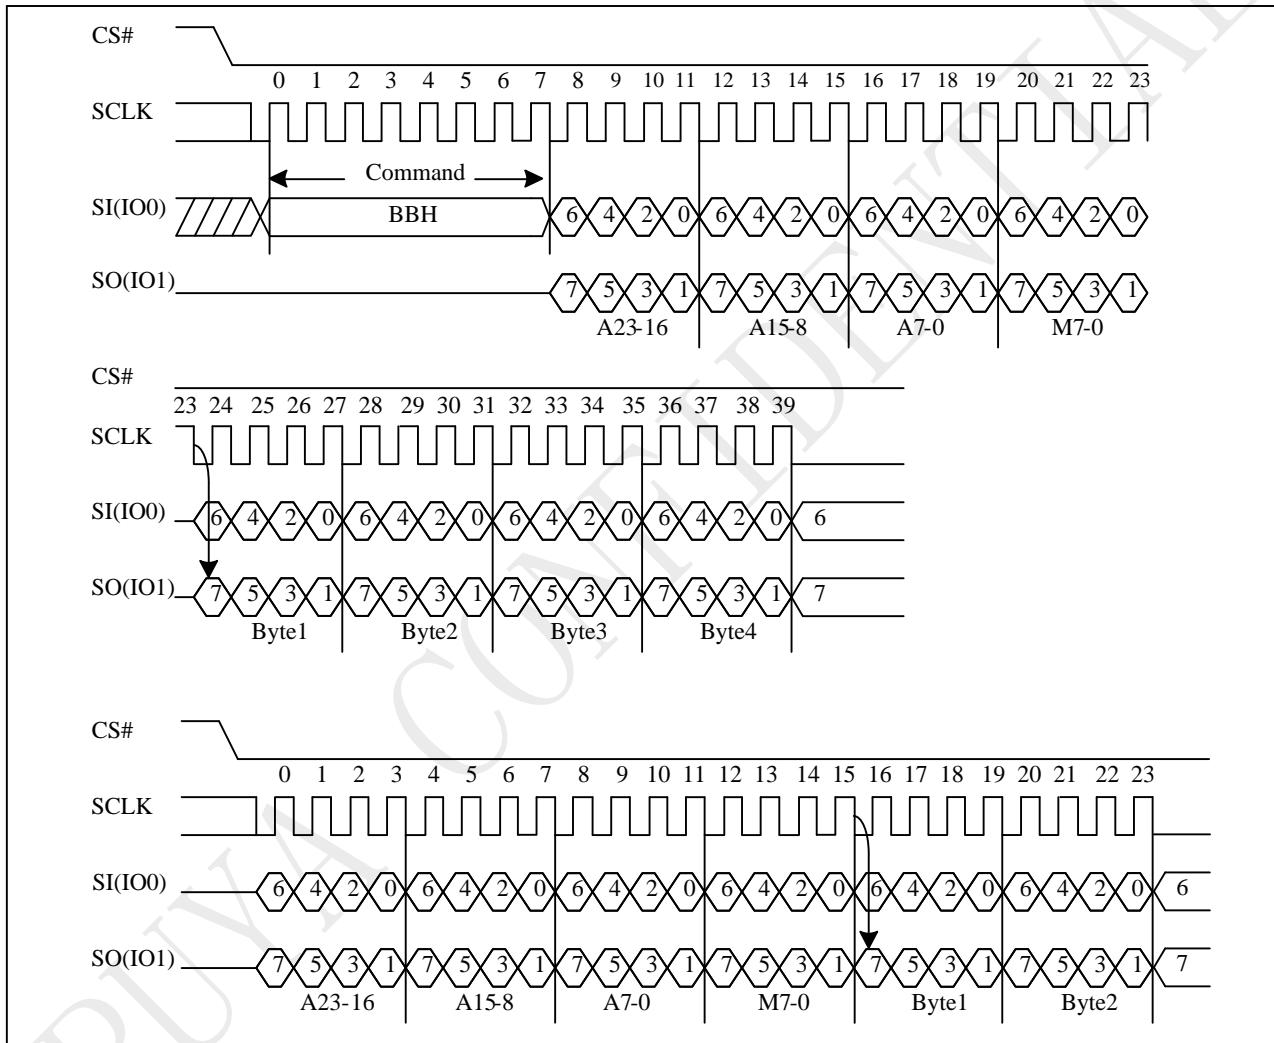 CS#
0 1 2 3 4 5 6 7 8 9 10 11 12 13 14 15 16 17 18 19 20 21 22 23
SCLK
Command
SI(IO0) BBH 6 4 2 0 6 4 2 0 6 4 2 0 6 4 2 0
SO(IO1) 7 5 3 1 7 5 3 1 7 5 3 1 7 5 3 1
A23-16 A15-8 A7-0 M7-0
CS#
23 24 25 26 27 28 29 30 31 32 33 34 35 36 37 38 39
SCLK
SI(IO0) 6 4 2 0 6 4 2 0 6 4 2 0 6 4 2 0 6
SO(IO1) 7 5 3 1 7 5 3 1 7 5 3 1 7 5 3 1 7
Byte1 Byte2 Byte3 Byte4
CS#
0 1 2 3 4 5 6 7 8 9 10 11 12 13 14 15 16 17 18 19 20 21 22 23
SCLK
SI(IO0) 6 4 2 0 6 4 2 0 6 4 2 0 6 4 2 0 6 4 2 0 6 4 2 0 6
SO(IO1) 7 5 3 1 7 5 3 1 7 5 3 1 7 5 3 1 7 5 3 1 7 5 3 1 7
A23-16 A15-8 A7-0 M7-0 Byte1 Byte2
PUYA CONFIDENTIAL